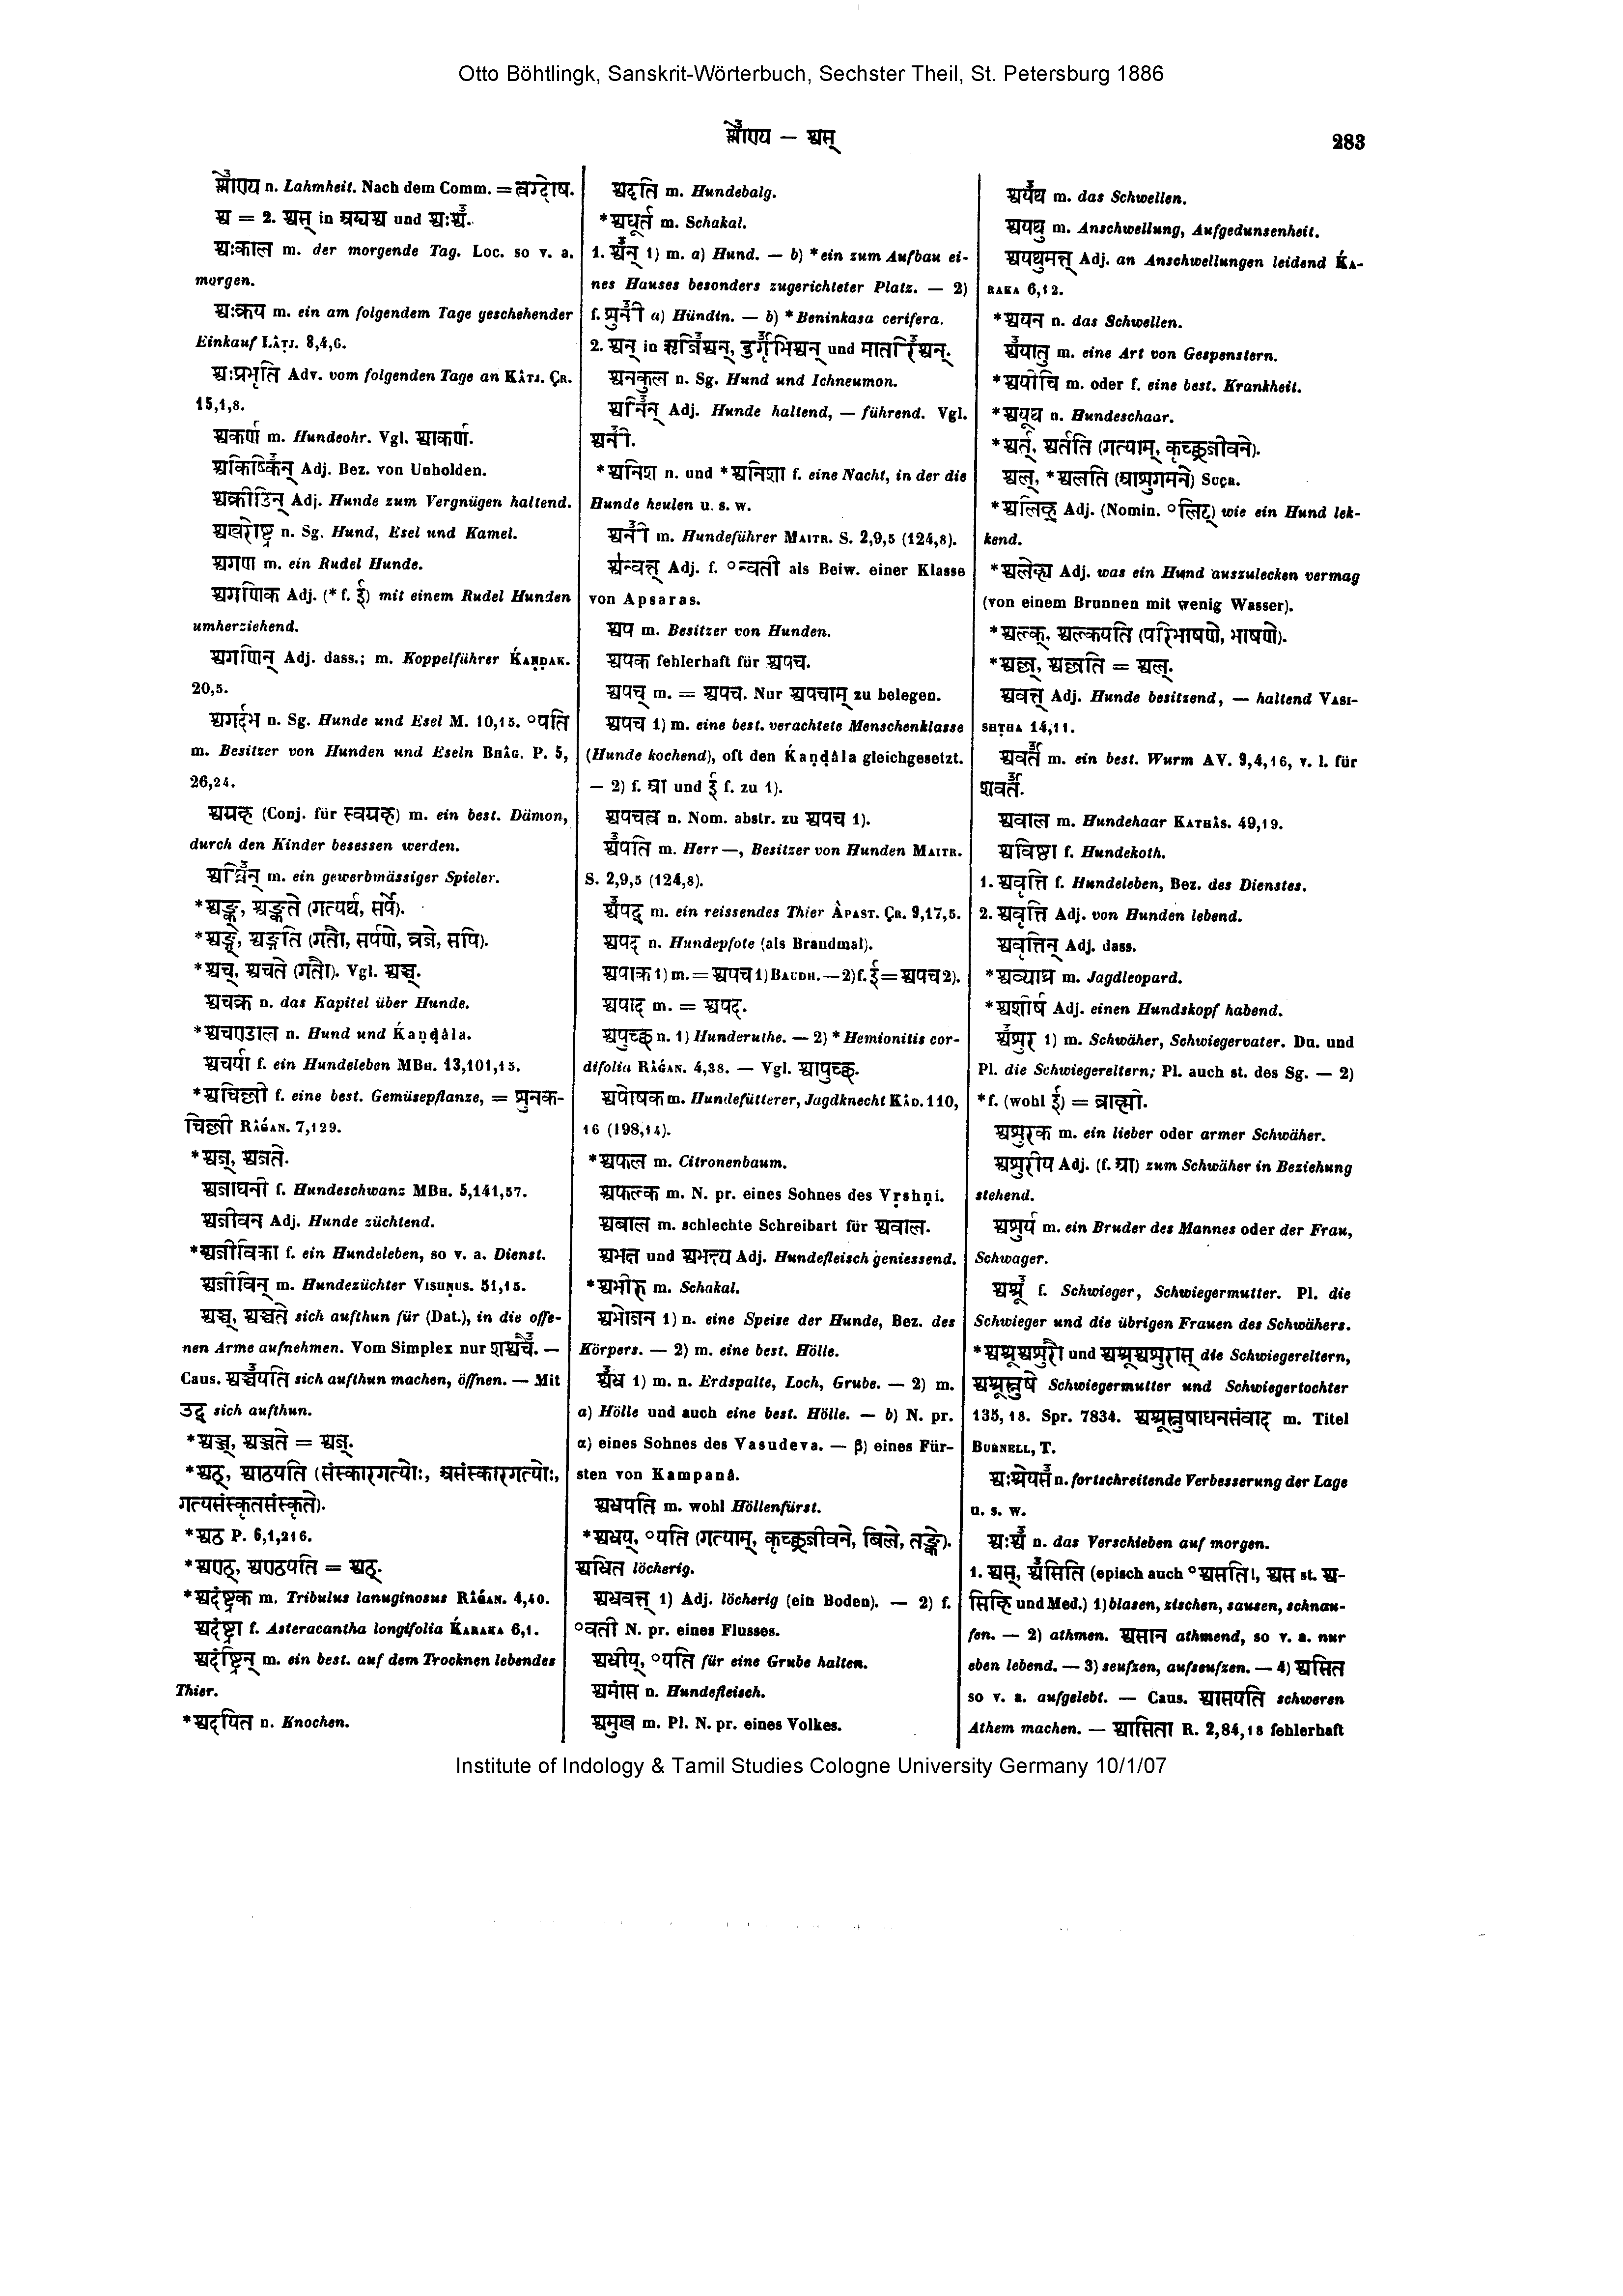 Otto Böhtlingk, Sanskrit-Wörterbuch, Sechster Theil, St. Petersburg 1886
श्लोण्य — श्वस्
283
श्लोण्य n. Lahmheit. Nach dem Comm. = त्वग्दोष.
श्व = 2. श्वस् in अद्यश्व und श्वःश्व.
श्वःकाल m. der morgende Tag. Loc. so v. a.
morgen.
श्वःक्रय m. ein am folgendem Tage geschehender
Einkauf LÂṬJ. 8,4,6.
श्वःप्रभृति Adv. vom folgenden Tage an KÂTJ. ÇR.
15,1,8.
श्वकर्ण m. Hundeohr. Vgl. श्वाकर्ण.
श्वकिष्किन् Adj. Bez. von Unholden.
श्वक्रीडिन् Adj. Hunde zum Vergnügen haltend.
श्वखरोष्ट्र n. Sg. Hund, Esel und Kamel.
श्वगण m. ein Rudel Hunde.
श्वगणिक Adj. (* f. ई) mit einem Rudel Hunden
umherziehend.
श्वगणिन् Adj. dass.; m. Koppelführer ḰAṆḌAK.
20,5.
श्वगर्दभ n. Sg. Hunde und Esel M. 10,15. °पति
m. Besitzer von Hunden und Eseln BHÂG. P. 5,
26,24.
श्वग्रह (Conj. für स्वग्रह) m. ein best. Dämon,
durch den Kinder besessen werden.
श्वघ्निन् m. ein gewerbmässiger Spieler.
*श्वङ्क्, श्वङ्कते (गत्यर्थ, सर्पे).
*श्वङ्ग्, श्वङ्गति (गतौ, सर्पणे, व्रजे, सपि).
*श्वच्, श्वचते (गतौ). Vgl. श्वञ्च्.
श्वचक्र n. das Kapitel über Hunde.
*श्वचण्डाल n. Hund und Ḱaṇḍâla.
श्वचर्या f. ein Hundeleben MBH. 13,101,15.
*श्वचिल्ली f. eine best. Gemüsepflanze, = शुनक-
चिल्ली RÂǴAN. 7,129.
*श्वज्, श्वजते.
श्वजाघनी f. Hundeschwanz MBH. 5,141,57.
श्वजीवन Adj. Hunde züchtend.
*श्वजीविका f. ein Hundeleben, so v. a. Dienst.
श्वजीविन् m. Hundezüchter VISHṆUS. 51,15.
श्वञ्च्, श्वञ्चते sich aufthun für (Dat.), in die offe-
nen Arme aufnehmen. Vom Simplex nur शश्वचै. —
Caus. श्वञ्चयति sich aufthun machen, öffnen. — Mit
उद् sich aufthun.
*श्वञ्ज्, श्वञ्जते = श्वज्.
*श्वठ्, श्वाठयति (संस्कारगत्योः, असंस्कारगत्योः,
गत्यसंस्कृतसंस्कृते).
*श्वठ P. 6,1,216.
*श्वण्ठ्, श्वण्ठयति = श्वठ्.
*श्वदंष्ट्रक m. Tribulus lanuginosus RÂǴAN. 4,40.
श्वदंष्ट्रा f. Asteracantha longifolia ḰARAKA 6,1.
श्वदंष्ट्रिन् m. ein best. auf dem Trocknen lebendes
Thier.
*श्वदयित n. Knochen.
श्वदृति m. Hundebalg.
*श्वधूर्त m. Schakal.
1. श्वन् 1) m. a) Hund. — b) *ein zum Aufbau ei-
nes Hauses besonders zugerichteter Platz. — 2)
f. शुनी a) Hündin. — b) *Beninkasa cerifera.
2. श्वन् in ऋजिश्वन्, दुर्गृभिश्वन् und मातरिश्वन्.
श्वनकुल n. Sg. Hund und Ichneumon.
श्वनिन् Adj. Hunde haltend, — führend. Vgl.
श्वनी.
*श्वनिश n. und *श्वनिशा f. eine Nacht, in der die
Hunde heulen u. s. w.
श्वनी m. Hundeführer MAITR. S. 2,9,5 (124,8).
श्वन्वत् Adj. f. °न्वती als Beiw. einer Klasse
von Apsaras.
श्वप m. Besitzer von Hunden.
श्वपक fehlerhaft für श्वपच.
श्वपच् m. = श्वपच. Nur श्वपचाम् zu belegen.
श्वपच 1) m. eine best. verachtete Menschenklasse
(Hunde kochend), oft den Ḱaṇḍâla gleichgesetzt.
— 2) f. आ und ई f. zu 1).
श्वपचत्व n. Nom. abstr. zu श्वपच 1).
श्वपति m. Herr —, Besitzer von Hunden MAITR.
S. 2,9,5 (124,8).
श्वपद् m. ein reissendes Thier ÂPAST. ÇR. 9,17,5.
श्वपद n. Hundepfote (als Brandmal).
श्वपाक 1) m. = श्वपच 1) BAUDH. — 2) f. ई = श्वपच 2).
श्वपाद m. = श्वपद.
श्वपुच्छ n. 1) Hunderuthe. — 2) * Hemionitis cor-
difolia RÂǴAN. 4,38. — Vgl. श्वापुच्छ.
श्वपोषक m. Hundefütterer, Jagdknecht KÂD. 110,
16 (198,14).
*श्वफल m. Citronenbaum.
श्वफल्क m. N. pr. eines Sohnes des Vṛshṇi.
श्वबाल m. schlechte Schreibart für श्ववाल.
श्वभक्ष und श्वभक्ष्य Adj. Hundefleisch geniessend.
*श्वभीरु m. Schakal.
श्वभोजन 1) n. eine Speise der Hunde, Bez. des
Körpers. — 2) m. eine best. Hölle.
श्वभ्र 1) m. n. Erdspalte, Loch, Grube. — 2) m.
a) Hölle und auch eine best. Hölle. — b) N. pr.
α) eines Sohnes des Vasudeva. — β) eines Für-
sten von Kampanâ.
श्वभ्रपति m. wohl Höllenfürst.
*श्वभ्रय्, °यति (गत्याम्, कृच्छ्रजीवने, बिले, तङ्के).
श्वभ्रित löcherig.
श्वभ्रवत् 1) Adj. löcherig (ein Boden). — 2) f.
°वती N. pr. eines Flusses.
श्वभ्रीय्, °यति für eine Grube halten.
श्वमांस n. Hundefleisch.
श्वमुख m. Pl. N. pr. eines Volkes.
श्वयथ m. das Schwellen.
श्वयथु m. Anschwellung, Aufgedunsenheit.
श्वयथुमत् Adj. an Anschwellungen leidend ḰA-
RAKA 6,12.
*श्वयन n. das Schwellen.
श्वयातु m. eine Art von Gespenstern.
*श्वयीचि m. oder f. eine best. Krankheit.
*श्वयूथ n. Hundeschaar.
*श्वर्त्, श्वर्तति (गत्याम्, कृच्छ्रजीवने).
श्वल्, *श्वलति (आशुगमने) SUÇR.
*श्वलिह् Adj. (Nomin. °लिट्) wie ein Hund lek-
kend.
*श्वलेह्य Adj. was ein Hund auszulecken vermag
(von einem Brunnen mit wenig Wasser).
*श्वल्क्, श्वल्कयति (परिभाषणे, भाषणे).
*श्वल्ल्, श्वल्लति = श्वल्.
श्ववत् Adj. Hunde besitzend, — haltend VASI-
SHṬHA 14,11.
श्ववर्त m. ein best. Wurm AV. 9,4,16, v. l. für
शवर्त.
श्ववाल m. Hundehaar KATHÂS. 49,19.
श्वविष्ठा f. Hundekoth.
1. श्ववृत्ति f. Hundeleben, Bez. des Dienstes.
2. श्ववृत्ति Adj. von Hunden lebend.
श्ववृत्तिन् Adj. dass.
*श्वव्याघ्र m. Jagdleopard.
*श्वशीर्ष Adj. einen Hundskopf habend.
श्वशुर 1) m. Schwäher, Schwiegervater. Du. und
Pl. die Schwiegereltern; Pl. auch st. des Sg. — 2)
*f. (wohl ई) = ब्राह्मी.
श्वशुरक m. ein lieber oder armer Schwäher.
श्वशुरीय Adj. (f. आ) zum Schwäher in Beziehung
stehend.
श्वशुर्य m. ein Bruder des Mannes oder der Frau,
Schwager.
श्वश्रू f. Schwieger, Schwiegermutter. Pl. die
Schwieger und die übrigen Frauen des Schwähers.
*श्वश्रूश्वशुरौ und श्वश्रूश्वशुरास् die Schwiegereltern,
श्वश्रूस्नुषे Schwiegermutter und Schwiegertochter
135,18. Spr. 7834. श्वश्रूस्नुषाधनसंवाद m. Titel
BURNELL, T.
श्वःश्रेयस n. fortschreitende Verbesserung der Lage
u. s. w.
श्वःश्व n. das Verschieben auf morgen.
1. श्वस्, श्वसिति (episch auch °श्वसति), श्वस st. श्व-
सिहि und Med.) 1) blasen, zischen, sausen, schnau-
fen. — 2) athmen. श्वसान athmend, so v. a. nur
eben lebend. — 3) seufzen, aufseufzen. — 4) श्वसित
so v. a. aufgelebt. — Caus. श्वासयति schweren
Athem machen. — श्वासिता R. 2,84,18 fehlerhaft
Institute of Indology & Tamil Studies Cologne University Germany 10/1/07